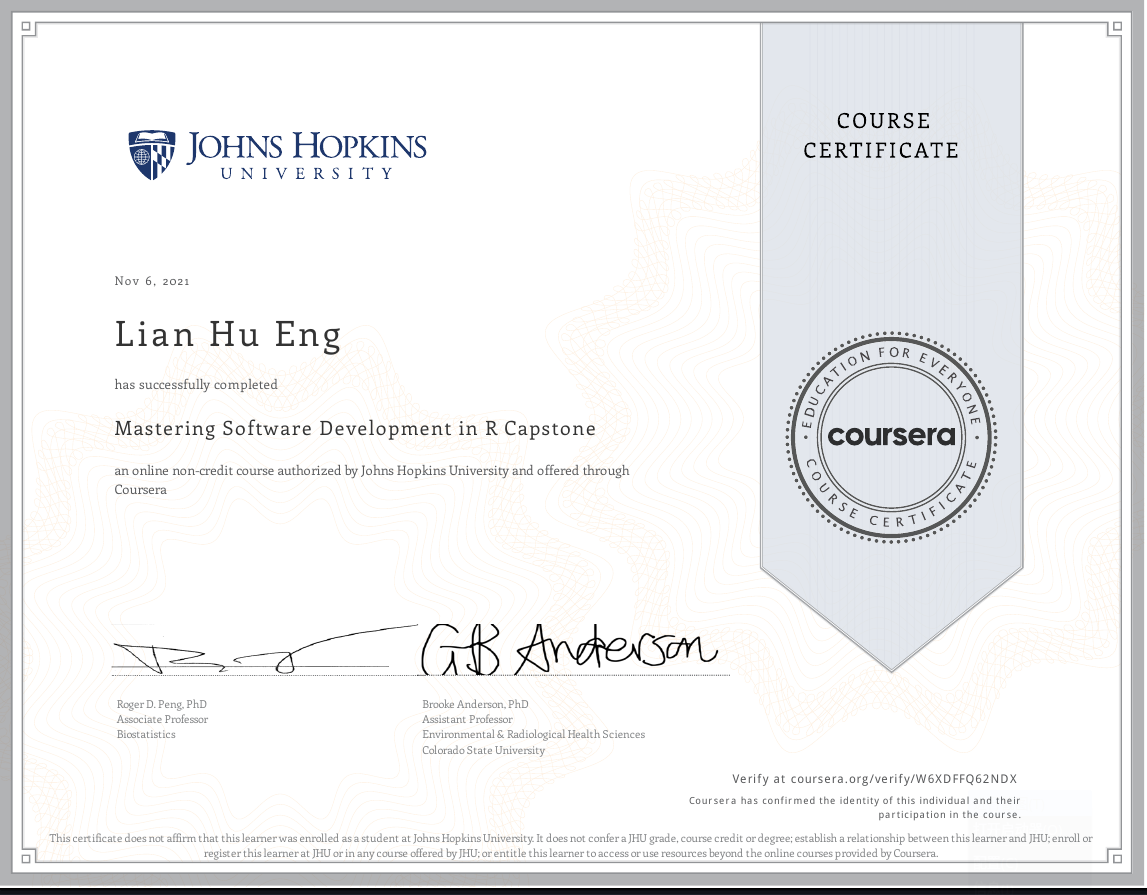 JOHNS HOPKINS
UNIVERSITY
COURSE
CERTIFICATE
Nov 6, 2021
Lian Hu Eng
has successfully completed
Mastering Software Development in R Capstone
an online non-credit course authorized by Johns Hopkins University and offered through
Coursera
EDUCATION FOR EVERYONE
coursera
COURSE CERTIFICATE
GB Anderson
Roger D. Peng, PhD
Associate Professor
Biostatistics
Brooke Anderson, PhD
Assistant Professor
Environmental & Radiological Health Sciences
Colorado State University
Verify at coursera.org/verify/W6XDFFQ62NDX
Coursera has confirmed the identity of this individual and their
participation in the course.
This certificate does not affirm that this learner was enrolled as a student at Johns Hopkins University. It does not confer a JHU grade, course credit or degree; establish a relationship between this learner and JHU; enroll or
register this learner at JHU or in any course offered by JHU; or entitle this learner to access or use resources beyond the online courses provided by Coursera.